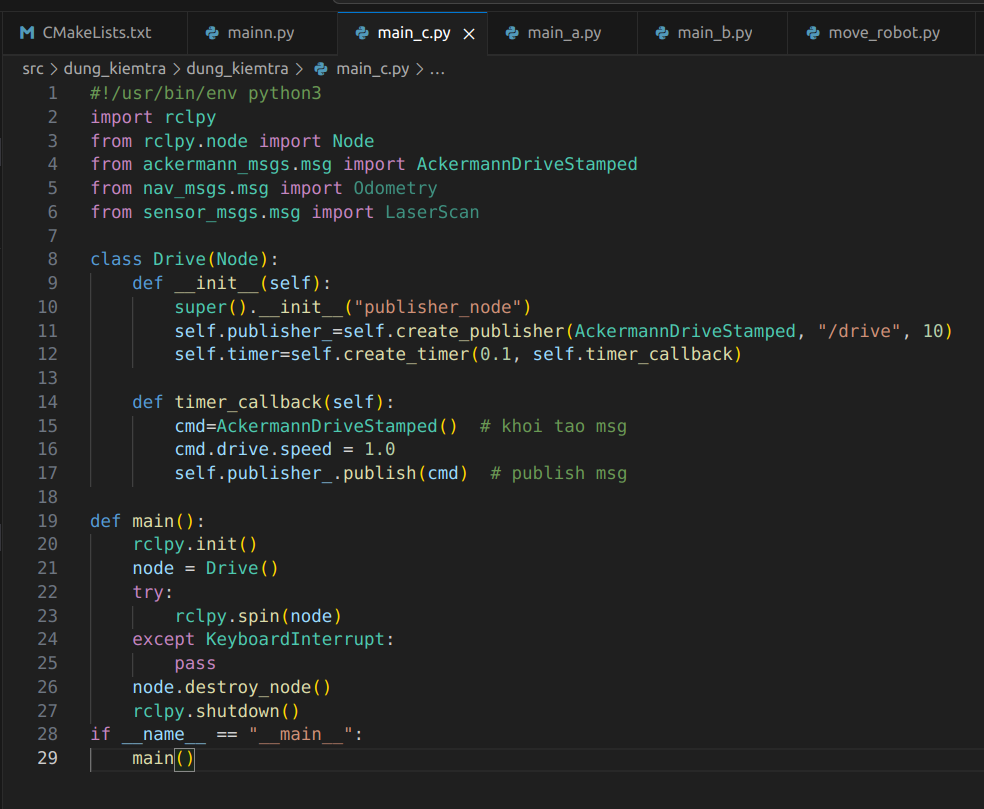 CMakeLists.txt mainn.py main_c.py main_a.py main_b.py move_robot.py
src > dung_kiemtra > dung_kiemtra > main_c.py > ...
1 #!/usr/bin/env python3
2 import rclpy
3 from rclpy.node import Node
4 from ackermann_msgs.msg import AckermannDriveStamped
5 from nav_msgs.msg import Odometry
6 from sensor_msgs.msg import LaserScan
7
8 class Drive(Node):
9     def __init__(self):
10         super().__init__("publisher_node")
11         self.publisher_=self.create_publisher(AckermannDriveStamped, "/drive", 10)
12         self.timer=self.create_timer(0.1, self.timer_callback)
13
14     def timer_callback(self):
15         cmd=AckermannDriveStamped()  # khoi tao msg
16         cmd.drive.speed = 1.0
17         self.publisher_.publish(cmd)  # publish msg
18
19 def main():
20     rclpy.init()
21     node = Drive()
22     try:
23         rclpy.spin(node)
24     except KeyboardInterrupt:
25         pass
26     node.destroy_node()
27     rclpy.shutdown()
28 if __name__ == "__main__":
29     main()